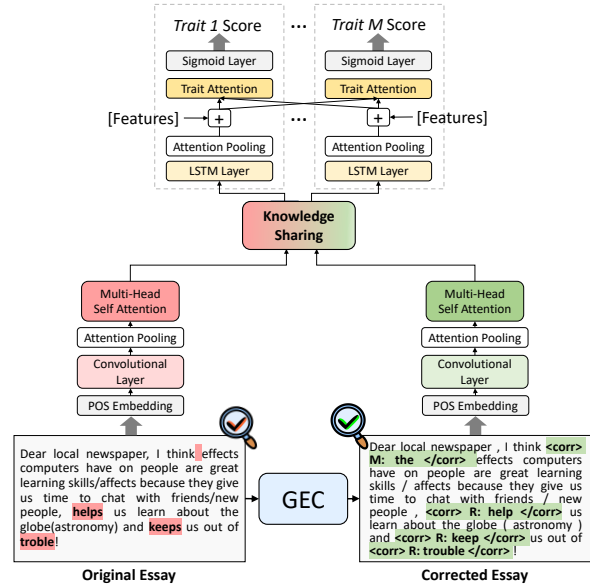 Trait 1 Score ... Trait M Score
Sigmoid Layer Sigmoid Layer
Trait Attention Trait Attention
[Features] + ... + [Features]
Attention Pooling Attention Pooling
LSTM Layer LSTM Layer
Knowledge
Sharing
Multi-Head
Self Attention
Attention Pooling
Convolutional
Layer
POS Embedding
Multi-Head
Self Attention
Attention Pooling
Convolutional
Layer
POS Embedding
Dear local newspaper, I think effects
computers have on people are great
learning skills/affects because they give
us time to chat with friends/new
people, helps us learn about the
globe(astronomy) and keeps us out of
troble!
Original Essay
GEC
Dear local newspaper , I think <corr>
M: the </corr> effects computers
have on people are great learning
skills / affects because they give us
time to chat with friends / new
people , <corr> R: help </corr> us
learn about the globe ( astronomy )
and <corr> R: keep </corr> us out of
<corr> R: trouble </corr> !
Corrected Essay